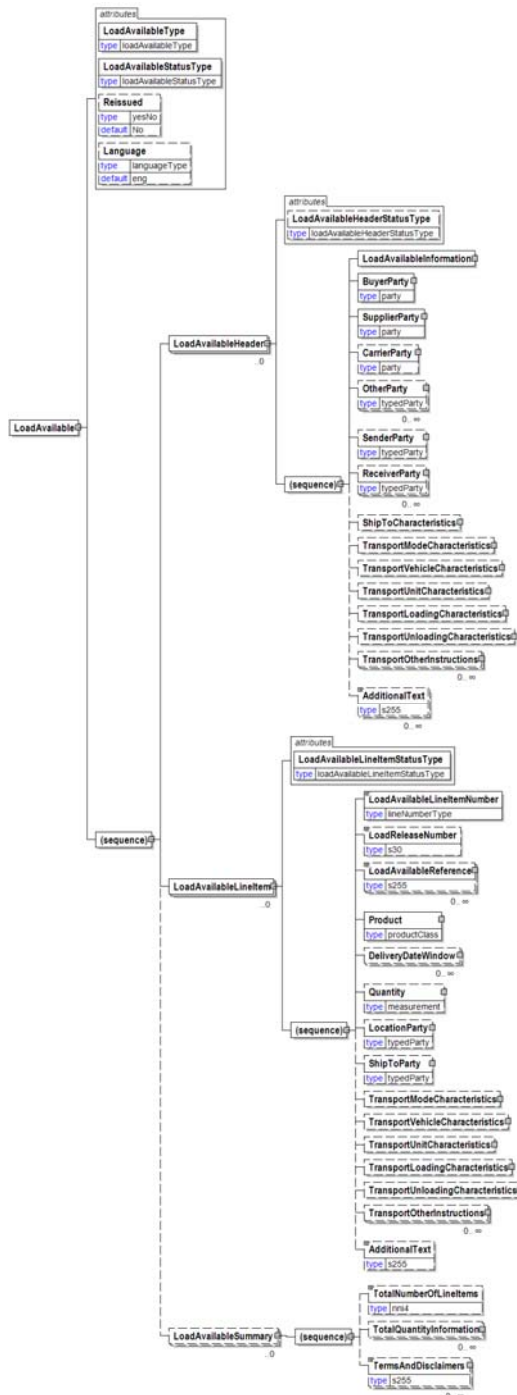 attributes
LoadAvailableType
type loadAvailableType
LoadAvailableStatusType
type loadAvailableStatusType
Reissued
type yesNo
default No
Language
type languageType
default eng
attributes
LoadAvailableHeaderStatusType
type loadAvailableHeaderStatusType
LoadAvailableInformation
BuyerParty
type party
SupplierParty
type party
LoadAvailableHeader
..0
CarrierParty
type party
OtherParty
type typedParty
0.. ∞
LoadAvailable
SenderParty
type typedParty
ReceiverParty
type typedParty
(sequence)
ShipToCharacteristics
TransportModeCharacteristics
TransportVehicleCharacteristics
TransportUnitCharacteristics
TransportLoadingCharacteristics
TransportUnloadingCharacteristics
TransportOtherInstructions
0.. ∞
AdditionalText
type s255
0.. ∞
attributes
LoadAvailableLineItemStatusType
type loadAvailableLineItemStatusType
LoadAvailableLineItemNumber
type lineNumberType
(sequence)
LoadReleaseNumber
type s30
LoadAvailableLineItem
..0
LoadAvailableReference
type s255
0.. ∞
Product
type productClass
DeliveryDateWindow
0.. ∞
Quantity
type measurement
(sequence)
LocationParty
type typedParty
ShipToParty
type typedParty
TransportModeCharacteristics
TransportVehicleCharacteristics
TransportUnitCharacteristics
TransportLoadingCharacteristics
TransportUnloadingCharacteristics
TransportOtherInstructions
0.. ∞
AdditionalText
type s255
TotalNumberOfLineItems
type nni4
LoadAvailableSummary
..0
(sequence)
TotalQuantityInformation
0.. ∞
TermsAndDisclaimers
type s255